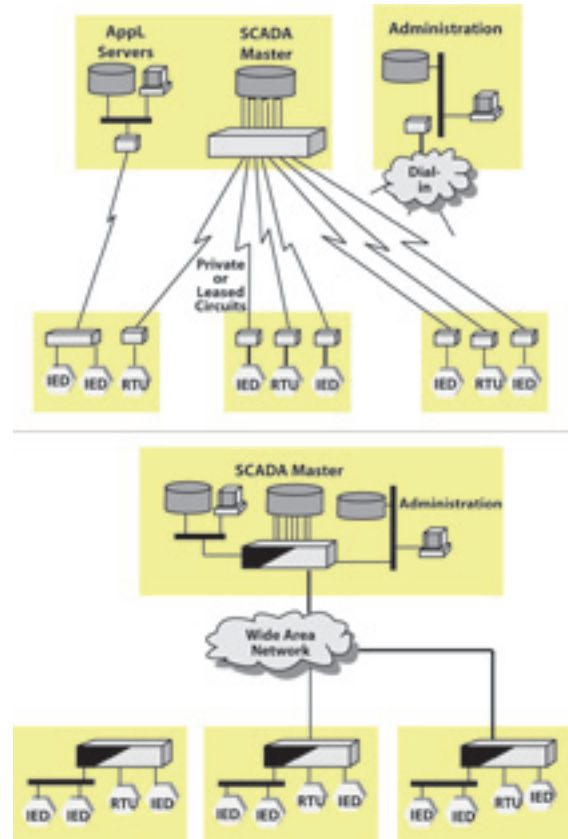 Appl.
Servers
SCADA
Master
Administration
Dial-
in
Private
or
Leased
Circuits
IED
IED
RTU
IED
RTU
IED
IED
RTU
IED
SCADA Master
Administration
Wide Area
Network
IED
IED
RTU
IED
IED
IED
RTU
IED
IED
IED
RTU
IED